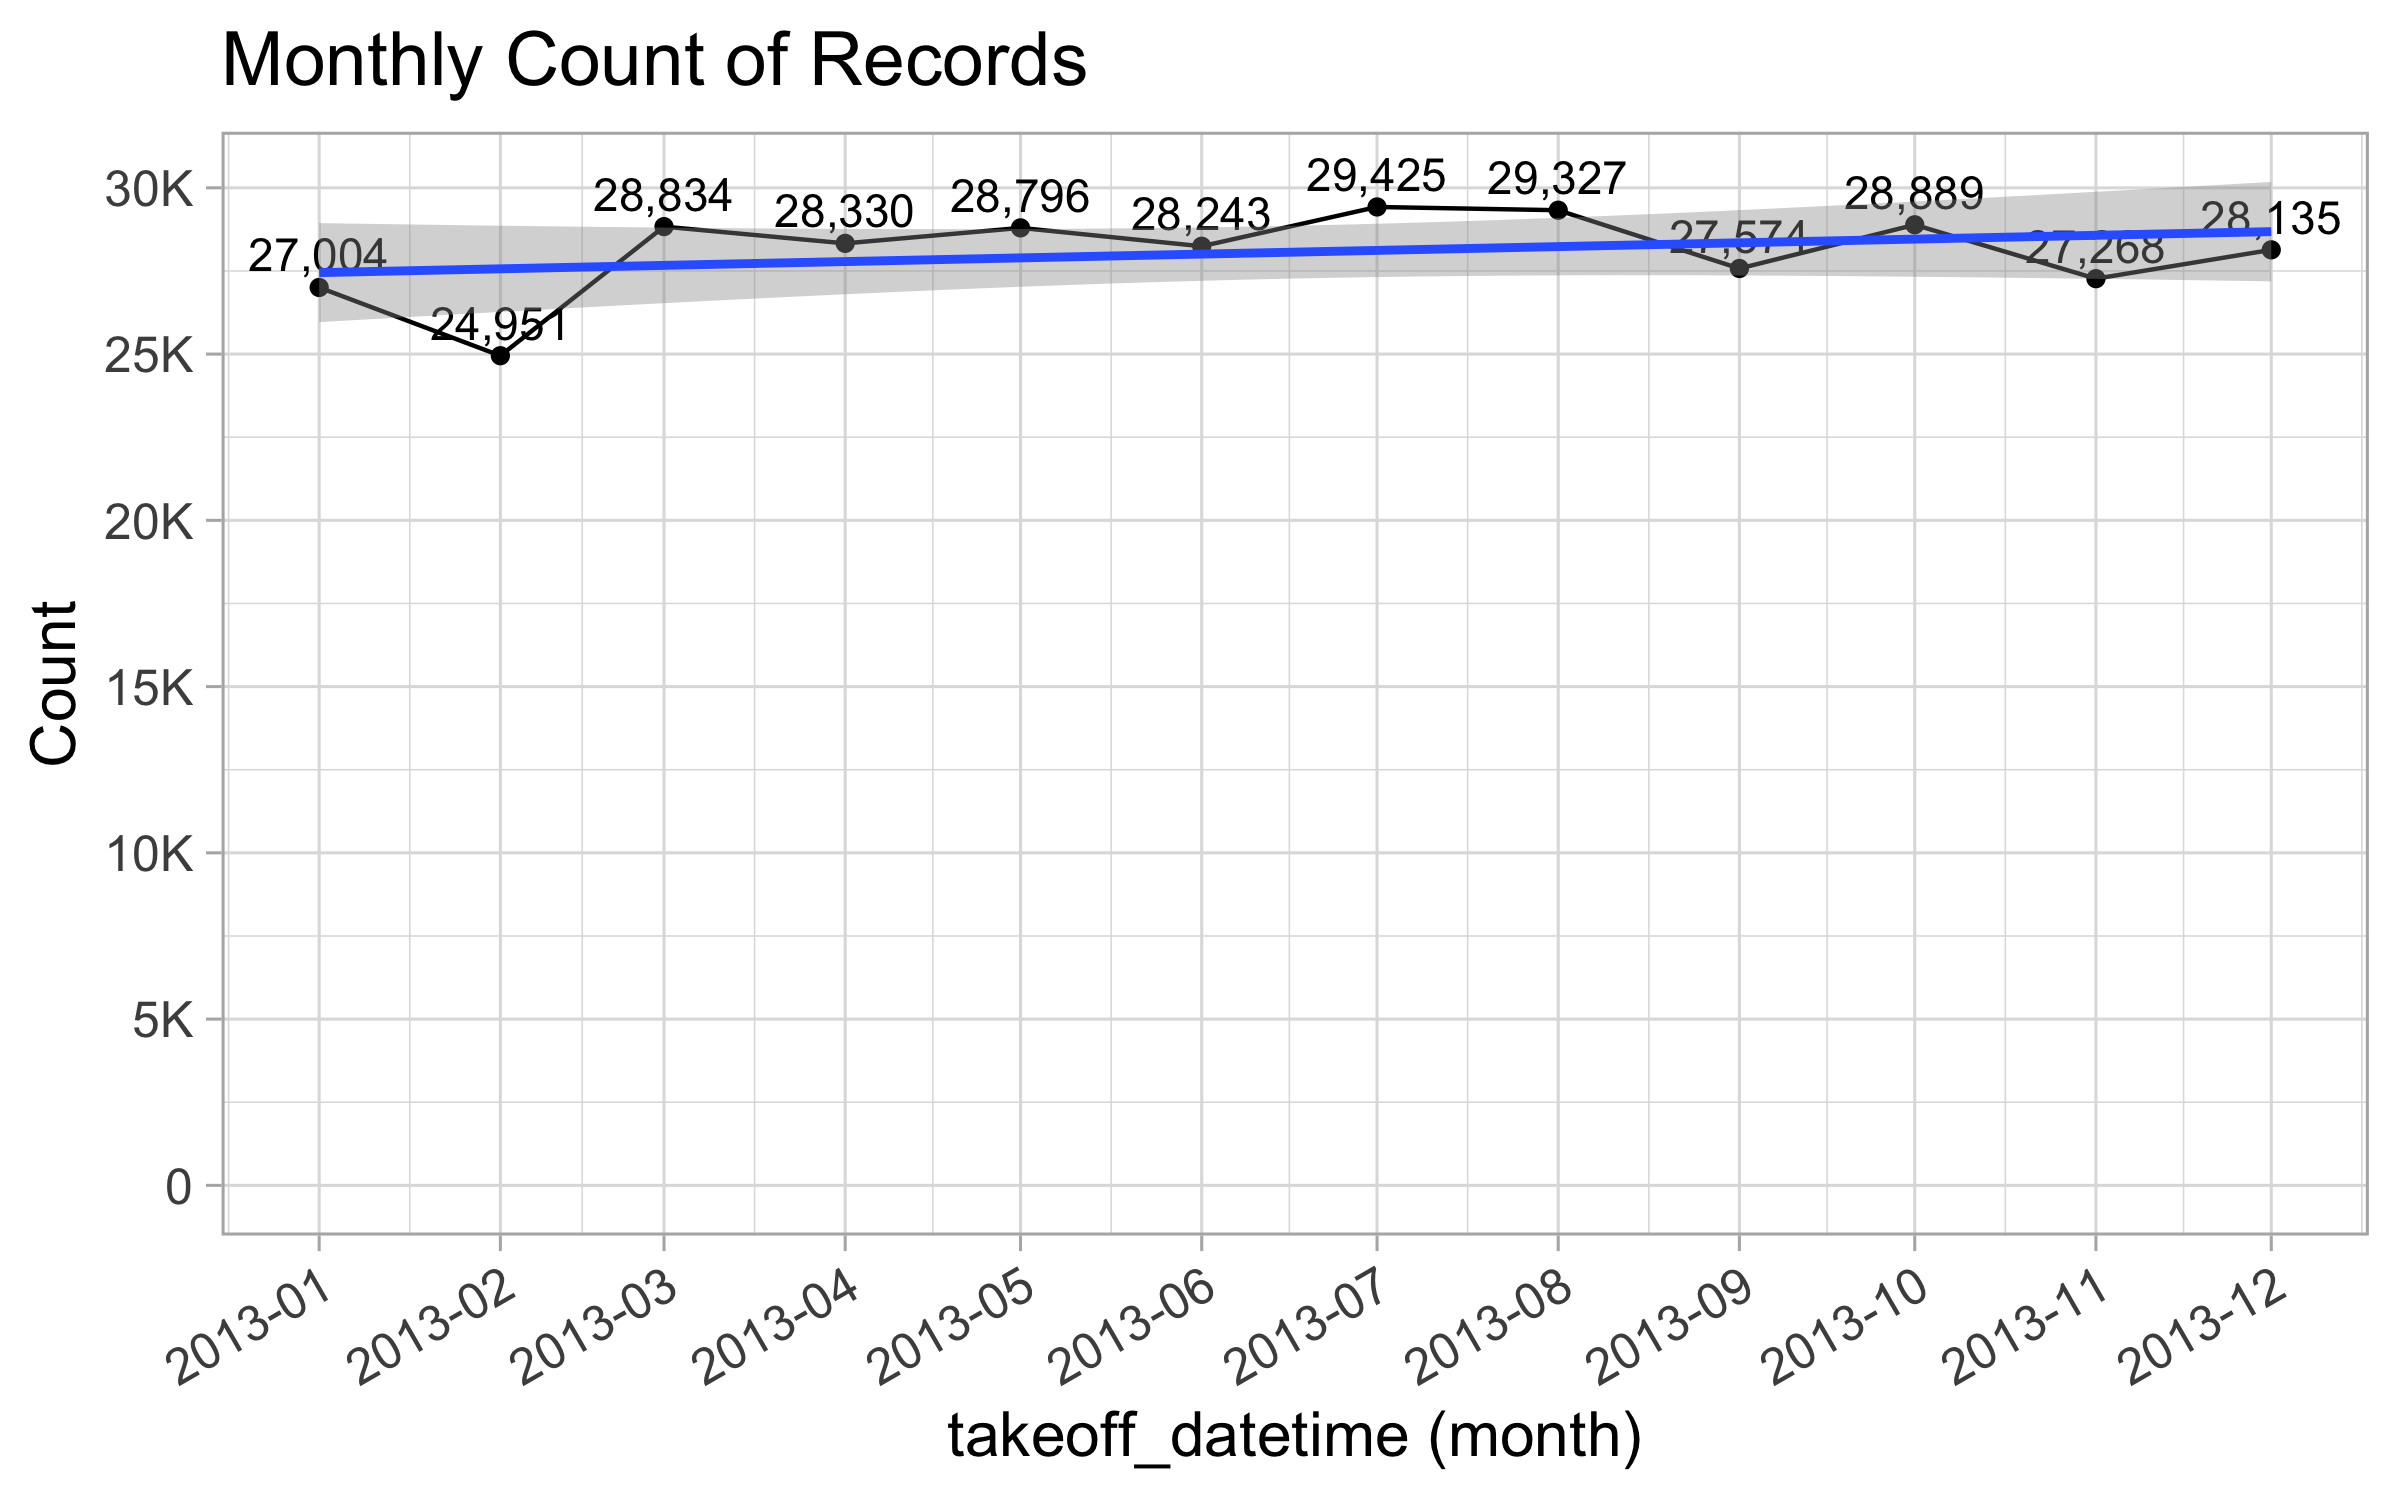 Monthly Count of Records
30K
25K
20K
15K
10K
5K
0
Count
27,004
24,951
28,834
28,330
28,796
28,243
29,425
29,327
27,574
28,889
27,268
28,135
2013-01
2013-02
2013-03
2013-04
2013-05
2013-06
2013-07
2013-08
2013-09
2013-10
2013-11
2013-12
takeoff_datetime (month)